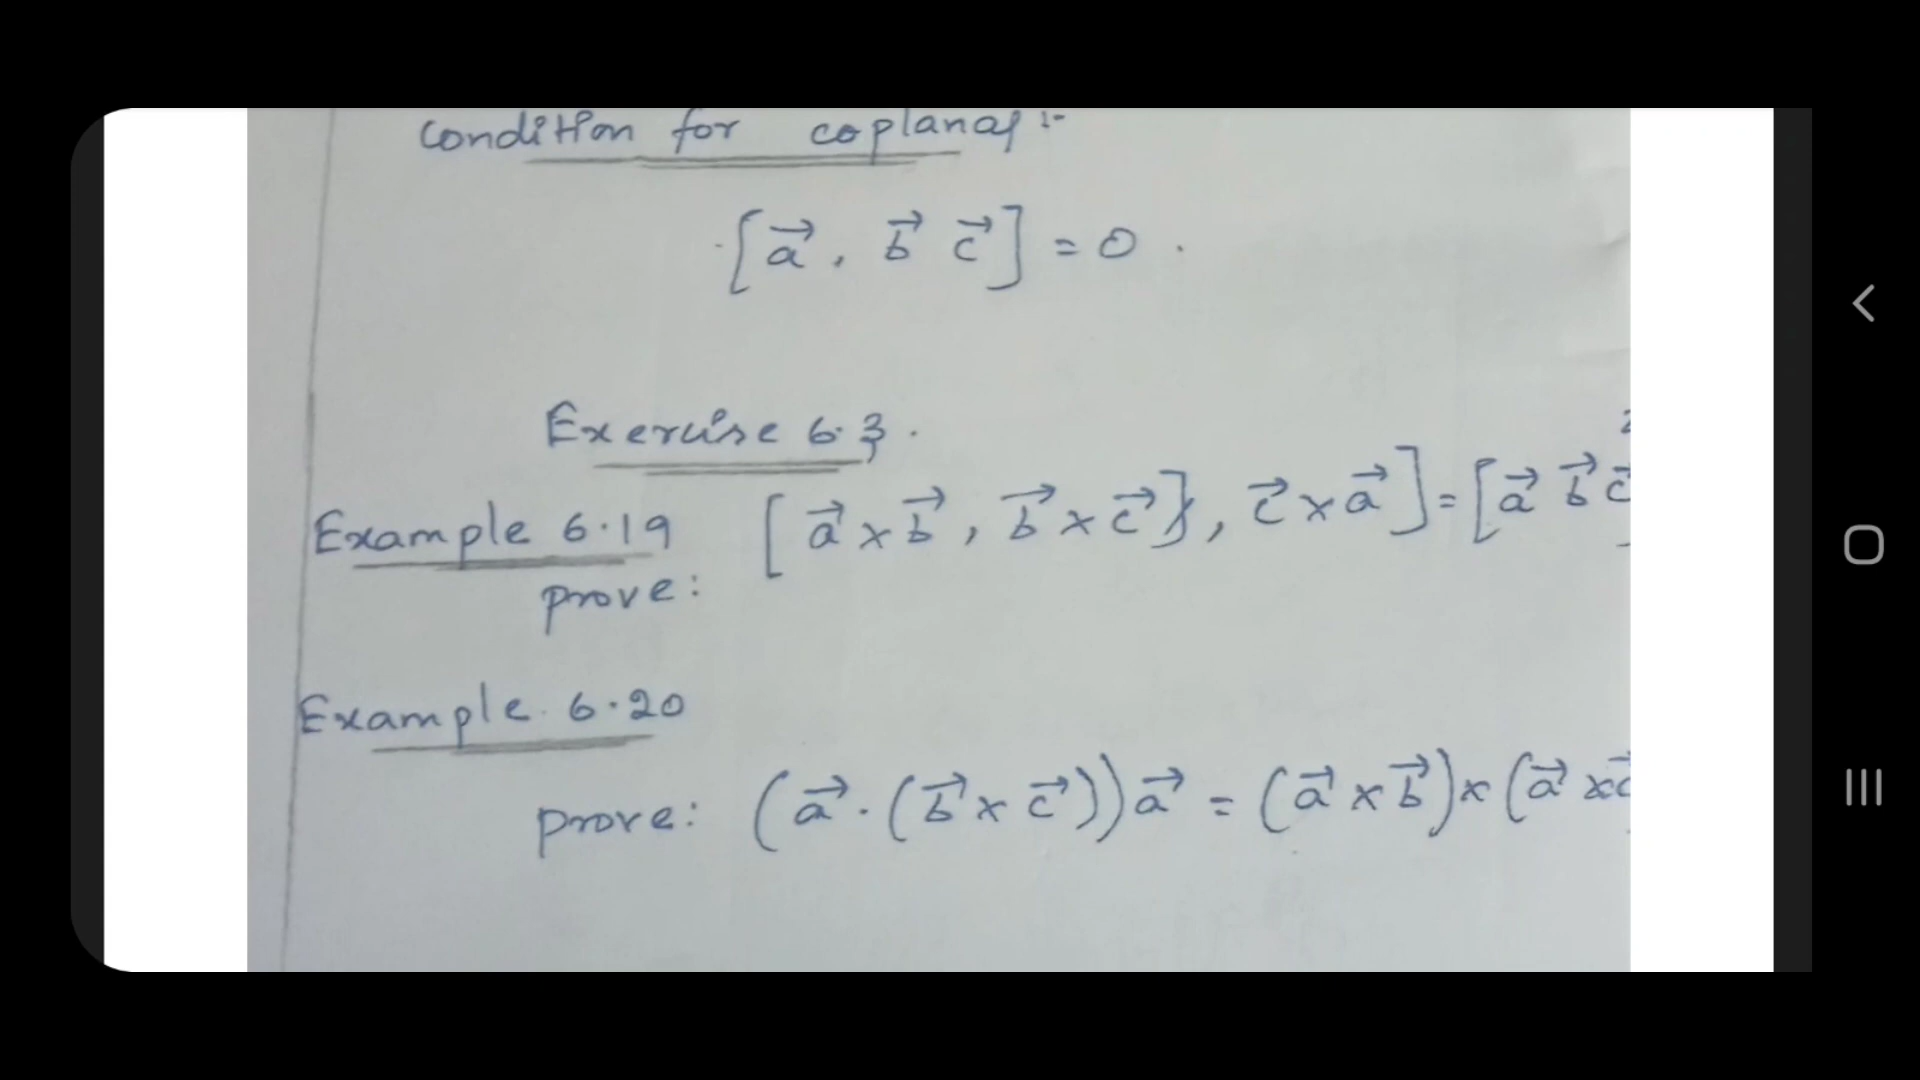 Condition for coplanar :-
[a⃗, b⃗ c⃗] = 0.
Exercise 6.3.
Example 6.19 [a⃗ × b⃗, b⃗ × c⃗], c⃗ × a⃗] = [a⃗ b⃗ c⃗
prove:
Example 6.20
prove: (a⃗ · (b⃗ × c⃗)) a⃗ = (a⃗ × b⃗) × (a⃗ × c⃗